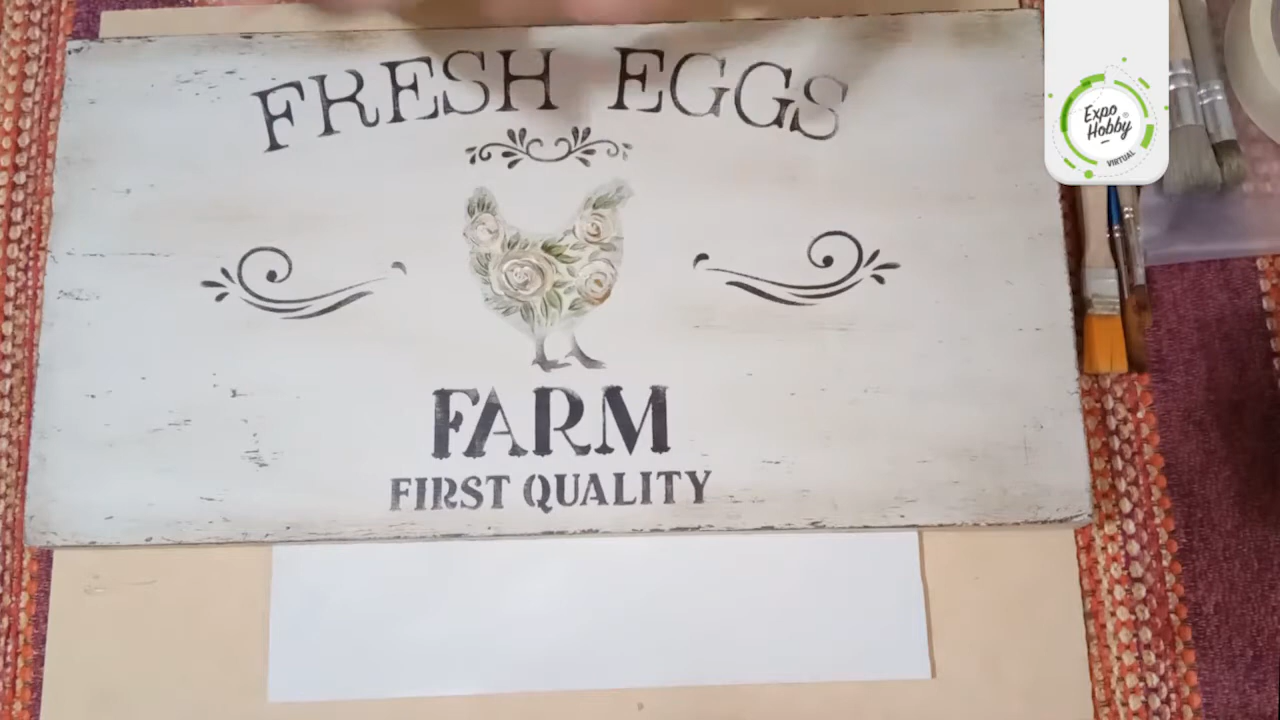 FRESH EGGS
FARM
FIRST QUALITY
Expo
Hobby®
VIRTUAL